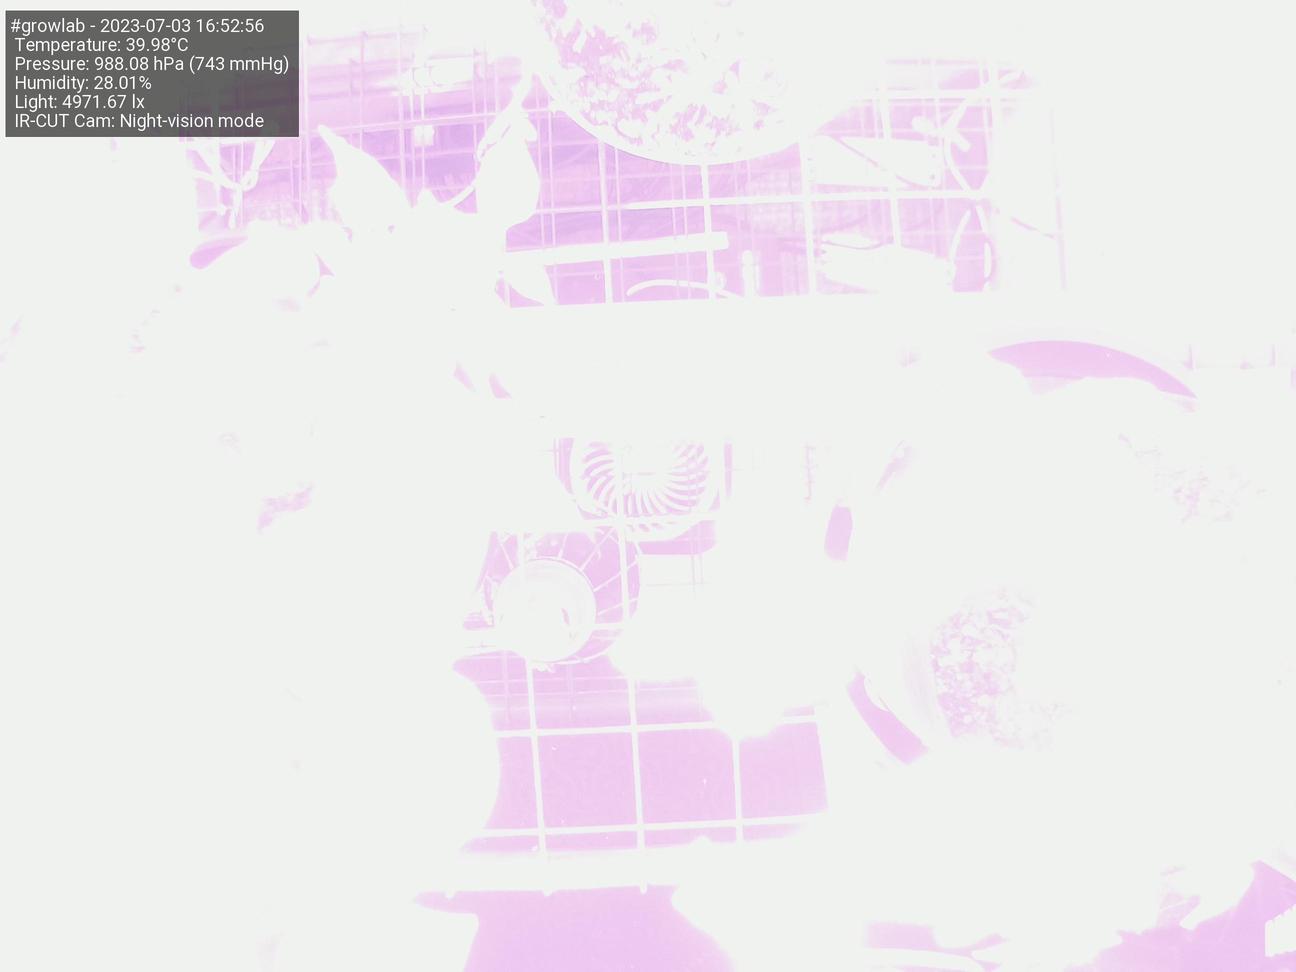 #growlab - 2023-07-03 16:52:56
Temperature: 39.98°C
Pressure: 988.08 hPa (743 mmHg)
Humidity: 28.01%
Light: 4971.67 lx
IR-CUT Cam: Night-vision mode